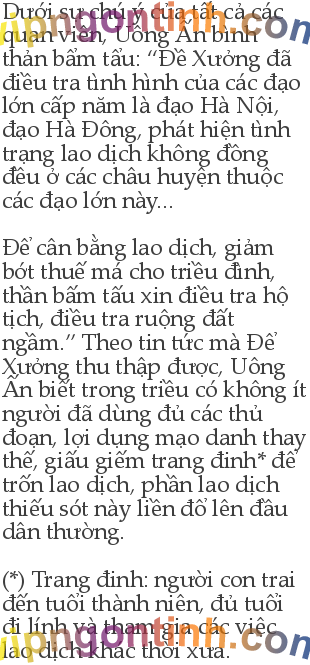 Dưới sự chú ý của tất cả các
quan viên, Uông Ấn bình
thản bẩm tẩu: “Đề Xưởng đã
điều tra tình hình của các đạo
lớn cấp năm là đạo Hà Nội,
đạo Hà Đông, phát hiện tình
trạng lao dịch không đồng
đều ở các châu huyện thuộc
các đạo lớn này...
Để cân bằng lao dịch, giảm
bớt thuế má cho triều đình,
thần bấm tấu xin điều tra hộ
tịch, điều tra ruộng đất
ngầm.” Theo tin tức mà Để
Xưởng thu thập được, Uông
Ấn biết trong triều có không ít
người đã dùng đủ các thủ
đoạn, lợi dụng mạo danh thay
thế, giấu giếm trang đinh* để
trốn lao dịch, phần lao dịch
thiếu sót này liền đổ lên đầu
dân thường.
(*) Trang đinh: người con trai
đến tuổi thành niên, đủ tuổi
đi lính và tham gia các việc
lao dịch khác thời xưa.
vipngontinh.com
vipngontinh.com